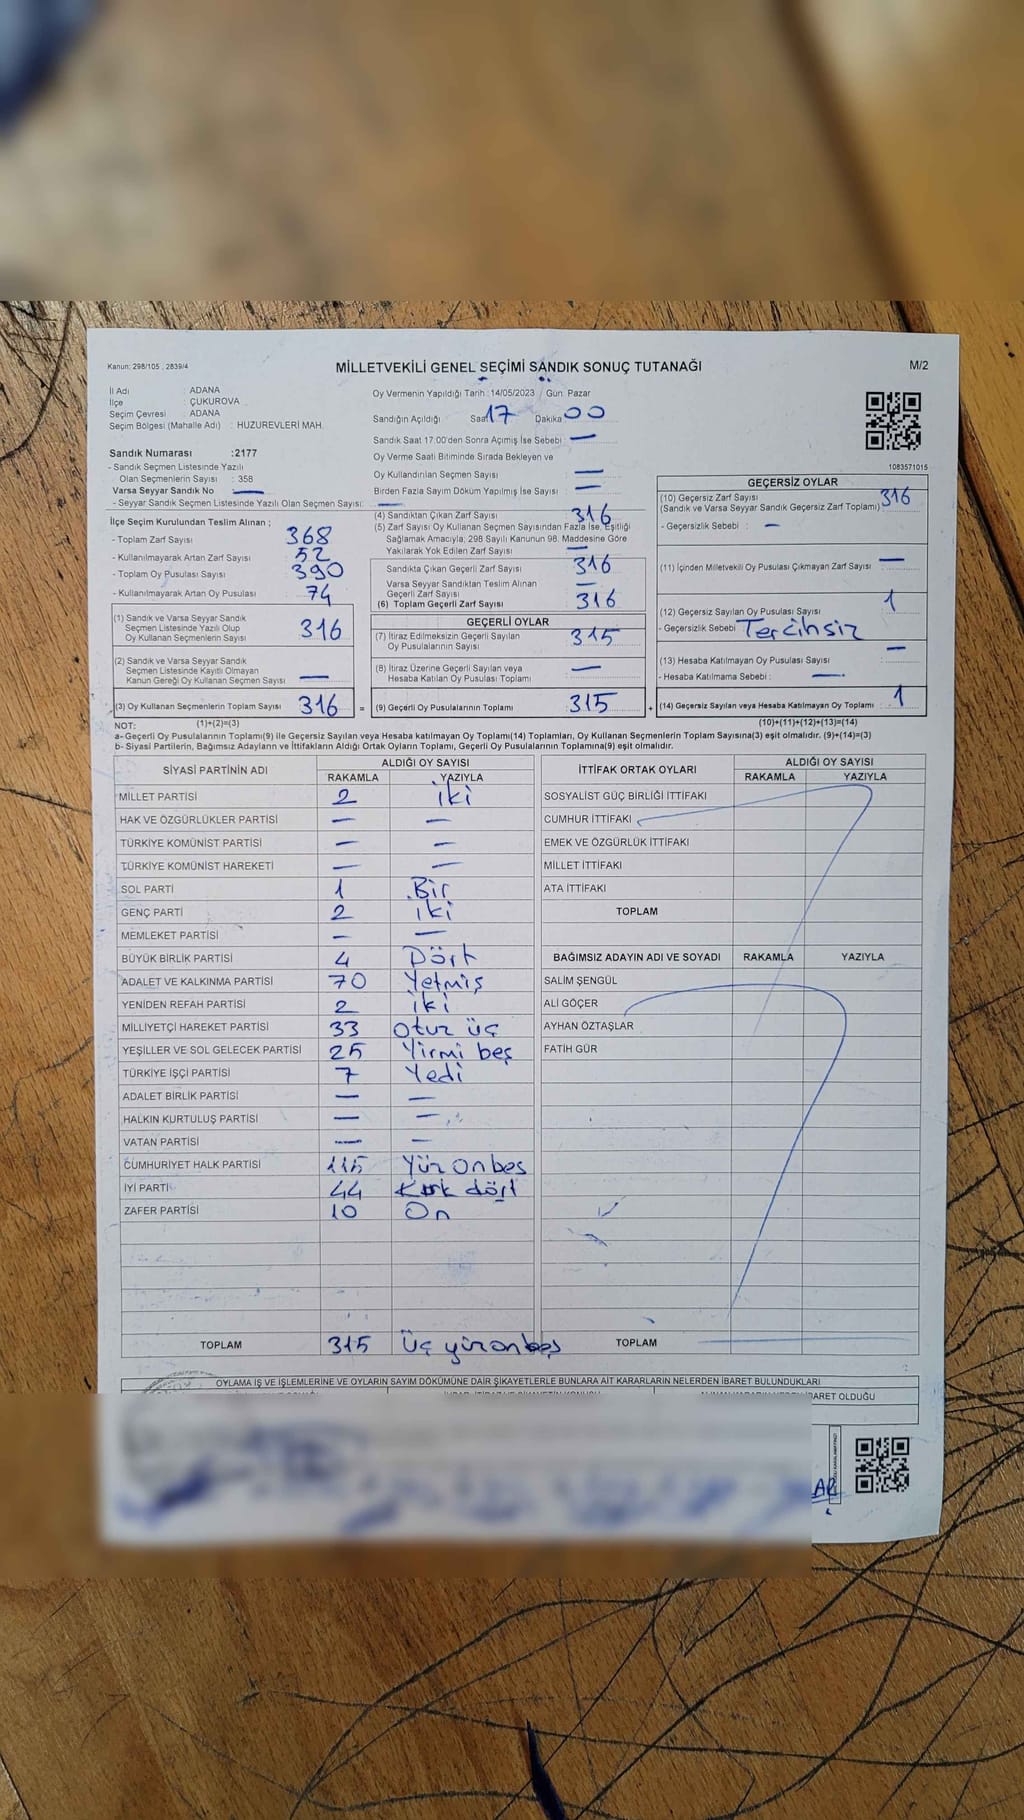 Kanun: 298/105 , 2839/4
MİLLETVEKİLİ GENEL SEÇİMİ SANDIK SONUÇ TUTANAĞI
M/2
İl Adı : ADANA
İlçe : ÇUKUROVA
Seçim Çevresi : ADANA
Seçim Bölgesi (Mahalle Adı) : HUZUREVLERİ MAH.
Sandık Numarası :2177
- Sandık Seçmen Listesinde Yazılı
Olan Seçmenlerin Sayısı : 358
Varsa Seyyar Sandık No —
- Seyyar Sandık Seçmen Listesinde Yazılı Olan Seçmen Sayısı: —
Oy Vermenin Yapıldığı Tarih :14/05/2023 Gün: Pazar
Sandığın Açıldığı Saat 17 Dakika 00
Sandık Saat 17:00'den Sonra Açılmış İse Sebebi : —
Oy Verme Saati Bitiminde Sırada Bekleyen ve
Oy Kullandırılan Seçmen Sayısı —
Birden Fazla Sayım Döküm Yapılmış İse Sayısı : —
1083571015
İlçe Seçim Kurulundan Teslim Alınan ;
- Toplam Zarf Sayısı 368
- Kullanılmayarak Artan Zarf Sayısı 52
- Toplam Oy Pusulası Sayısı 390
- Kullanılmayarak Artan Oy Pusulası 74
(1) Sandık ve Varsa Seyyar Sandık
Seçmen Listesinde Yazılı Olup
Oy Kullanan Seçmenlerin Sayısı 316
(2) Sandık ve Varsa Seyyar Sandık
Seçmen Listesinde Kayıtlı Olmayan
Kanun Gereği Oy Kullanan Seçmen Sayısı —
(3) Oy Kullanan Seçmenlerin Toplam Sayısı 316 =
(4) Sandıktan Çıkan Zarf Sayısı 316
(5) Zarf Sayısı Oy Kullanan Seçmen Sayısından Fazla İse, Eşitliği
Sağlamak Amacıyla; 298 Sayılı Kanunun 98. Maddesine Göre
Yakılarak Yok Edilen Zarf Sayısı —
Sandıkta Çıkan Geçerli Zarf Sayısı 316
Varsa Seyyar Sandıktan Teslim Alınan
Geçerli Zarf Sayısı —
(6) Toplam Geçerli Zarf Sayısı 316
GEÇERLİ OYLAR
(7) İtiraz Edilmeksizin Geçerli Sayılan
Oy Pusulalarının Sayısı 315
(8) İtiraz Üzerine Geçerli Sayılan veya
Hesaba Katılan Oy Pusulası Toplamı —
(9) Geçerli Oy Pusulalarının Toplamı 315 +
GEÇERSİZ OYLAR
(10) Geçersiz Zarf Sayısı
(Sandık ve Varsa Seyyar Sandık Geçersiz Zarf Toplamı) 316
- Geçersizlik Sebebi : —
(11) İçinden Milletvekili Oy Pusulası Çıkmayan Zarf Sayısı —
(12) Geçersiz Sayılan Oy Pusulası Sayısı 1
- Geçersizlik Sebebi Tercihsiz
(13) Hesaba Katılmayan Oy Pusulası Sayısı —
- Hesaba Katılmama Sebebi : —
(14) Geçersiz Sayılan veya Hesaba Katılmayan Oy Toplamı : 1
NOT: (1)+(2)=(3)
(10)+(11)+(12)+(13)=(14)
a- Geçerli Oy Pusulalarının Toplamı(9) ile Geçersiz Sayılan veya Hesaba katılmayan Oy Toplamı(14) Toplamları, Oy Kullanan Seçmenlerin Toplam Sayısına(3) eşit olmalıdır. (9)+(14)=(3)
b- Siyasi Partilerin, Bağımsız Adayların ve İttifakların Aldığı Ortak Oyların Toplamı, Geçerli Oy Pusulalarının Toplamına(9) eşit olmalıdır.
SİYASİ PARTİNİN ADI ALDIĞI OY SAYISI
RAKAMLA YAZIYLA
MİLLET PARTİSİ 2 iki
HAK VE ÖZGÜRLÜKLER PARTİSİ — —
TÜRKİYE KOMÜNİST PARTİSİ — —
TÜRKİYE KOMÜNİST HAREKETİ — —
SOL PARTİ 1 Bir
GENÇ PARTİ 2 iki
MEMLEKET PARTİSİ — —
BÜYÜK BİRLİK PARTİSİ 4 Dört
ADALET VE KALKINMA PARTİSİ 70 Yetmiş
YENİDEN REFAH PARTİSİ 2 iki
MİLLİYETÇİ HAREKET PARTİSİ 33 Otuz üç
YEŞİLLER VE SOL GELECEK PARTİSİ 25 Yirmi beş
TÜRKİYE İŞÇİ PARTİSİ 7 Yedi
ADALET BİRLİK PARTİSİ — —
HALKIN KURTULUŞ PARTİSİ — —
VATAN PARTİSİ — —
CUMHURİYET HALK PARTİSİ 115 Yüz onbeş
İYİ PARTİ 44 Kırk dört
ZAFER PARTİSİ 10 On
TOPLAM 315 Üç yüz onbeş
İTTİFAK ORTAK OYLARI ALDIĞI OY SAYISI
RAKAMLA YAZIYLA
SOSYALİST GÜÇ BİRLİĞİ İTTİFAKI
CUMHUR İTTİFAKI
EMEK VE ÖZGÜRLÜK İTTİFAKI
MİLLET İTTİFAKI
ATA İTTİFAKI
TOPLAM
BAĞIMSIZ ADAYIN ADI VE SOYADI RAKAMLA YAZIYLA
SALİM ŞENGÜL
ALİ GÖÇER
AYHAN ÖZTAŞLAR
FATİH GÜR
TOPLAM
OYLAMA İŞ VE İŞLEMLERİNE VE OYLARIN SAYIM DÖKÜMÜNE DAİR ŞİKAYETLERLE BUNLARA AİT KARARLARIN NELERDEN İBARET BULUNDUKLARI
İBARET OLDUĞU
AR